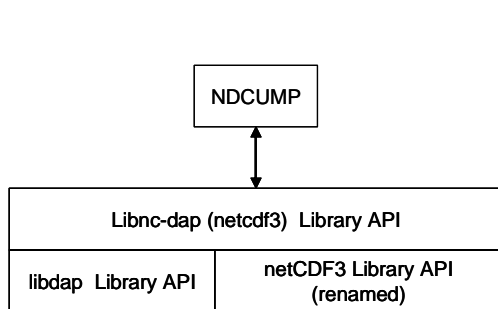 NDCUMP
Libnc-dap (netcdf3) Library API
libdap Library API
netCDF3 Library API
(renamed)